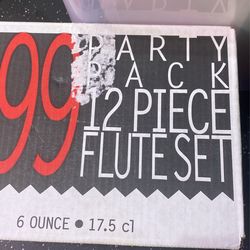 99
PARTY
PACK
12 PIECE
FLUTE SET
6 OUNCE • 17.5 cl